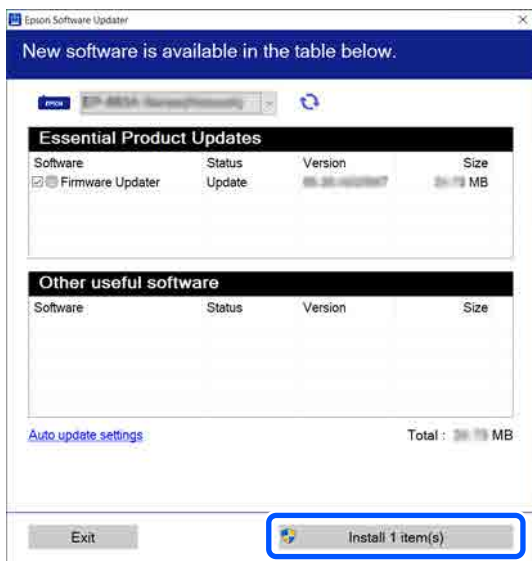 Epson Software Updater
New software is available in the table below.
EPSON
Essential Product Updates
Software Status Version Size
Firmware Updater Update MB
Other useful software
Software Status Version Size
Auto update settings Total : MB
Exit Install 1 item(s)